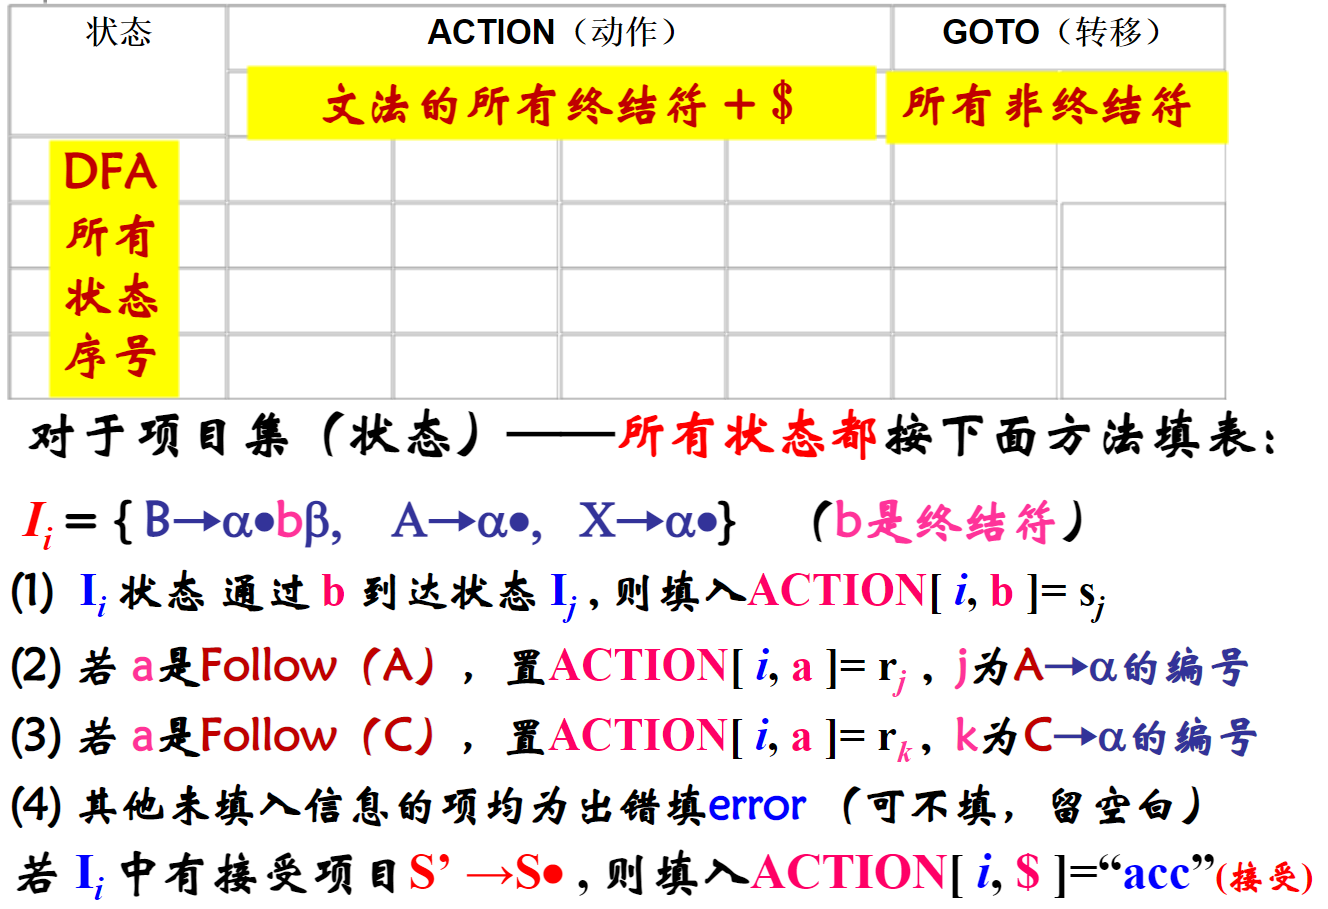 状态 ACTION（动作） GOTO（转移）
文法的所有终结符＋$ 所有非终结符
DFA
所有
状态
序号
对于项目集（状态）——所有状态都按下面方法填表：
Ii = { B→α•bβ, A→α•, X→α•} （b是终结符）
(1) Ii 状态 通过 b 到达状态 Ij , 则填入ACTION[ i, b ]= sj
(2) 若 a是Follow（A），置ACTION[ i, a ]= rj , j为A→α的编号
(3) 若 a是Follow（C），置ACTION[ i, a ]= rk , k为C→α的编号
(4) 其他未填入信息的项均为出错填error （可不填，留空白）
若 Ii 中有接受项目S’ →S• , 则填入ACTION[ i, $ ]=“acc”(接受)